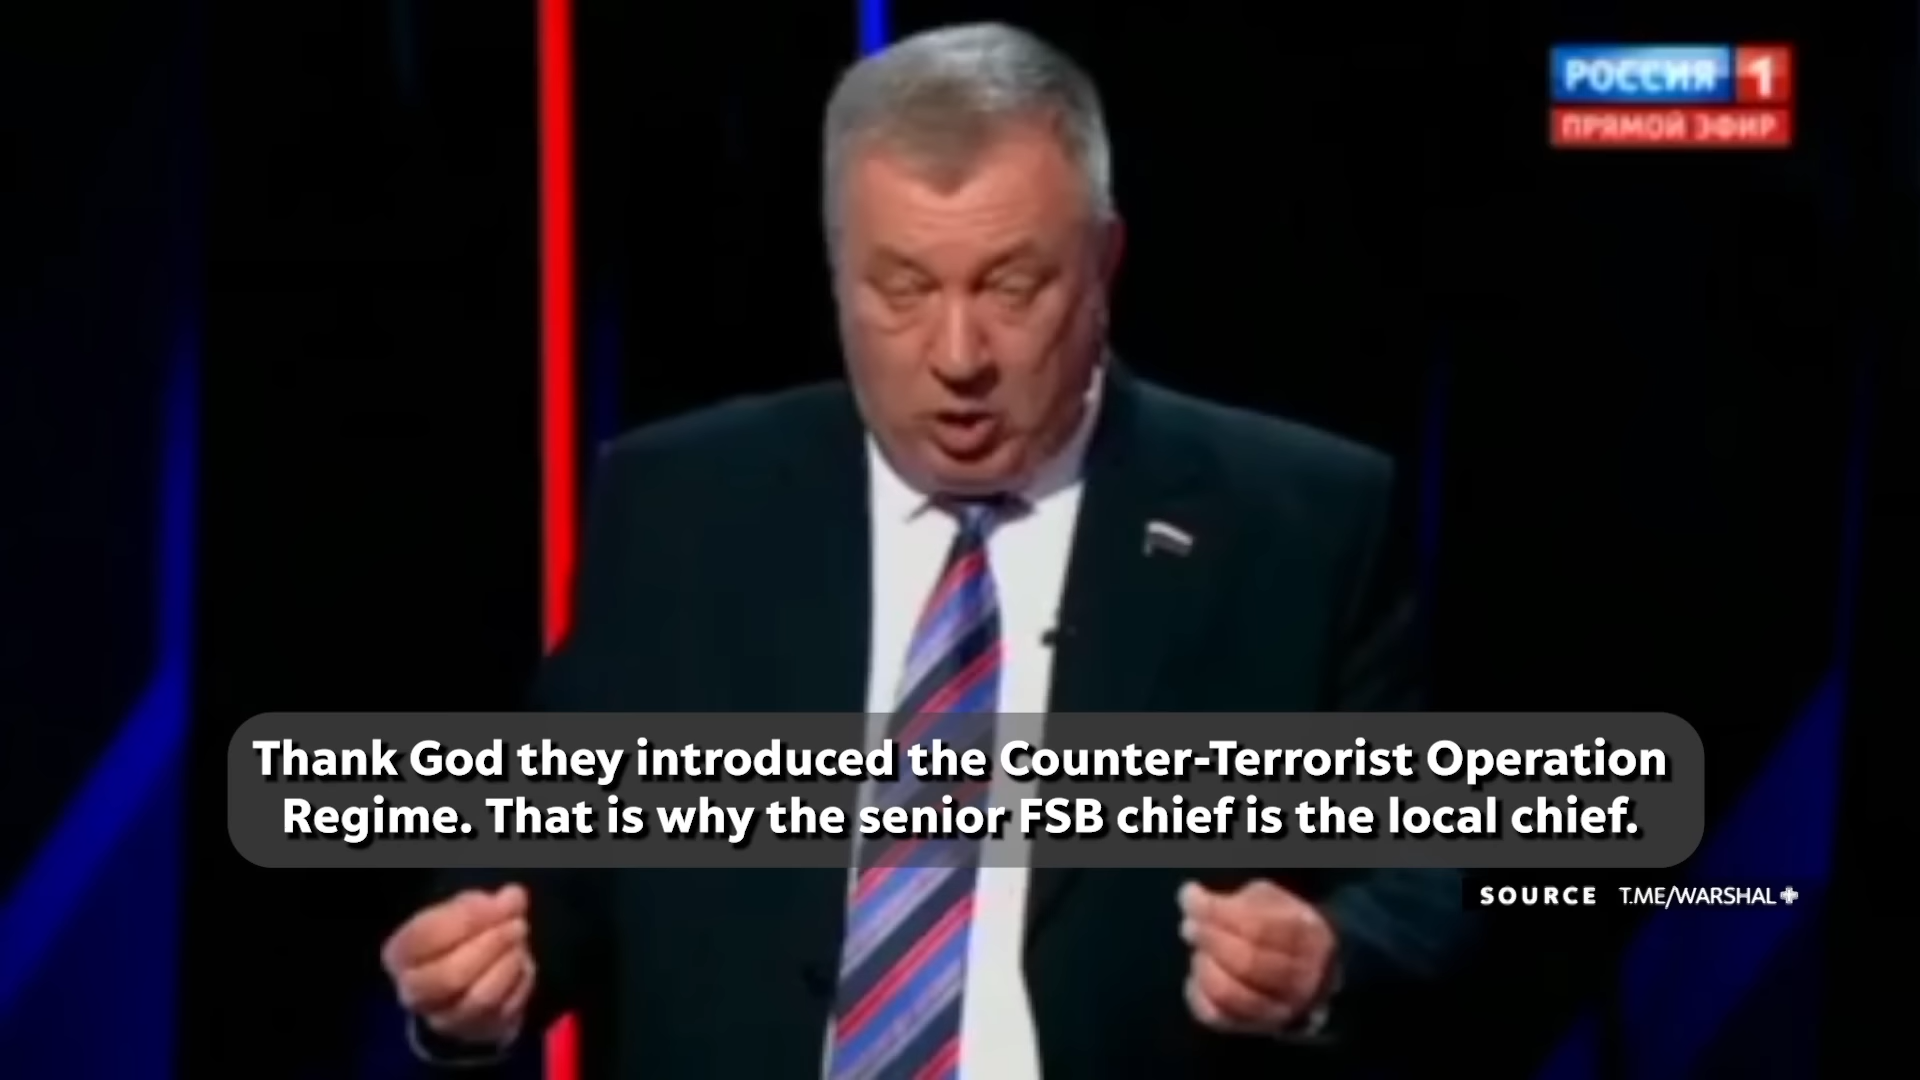 РОССИЯ 1
ПРЯМОЙ ЭФИР
Thank God they introduced the Counter-Terrorist Operation
Regime. That is why the senior FSB chief is the local chief.
SOURCE T.ME/WARSHAL